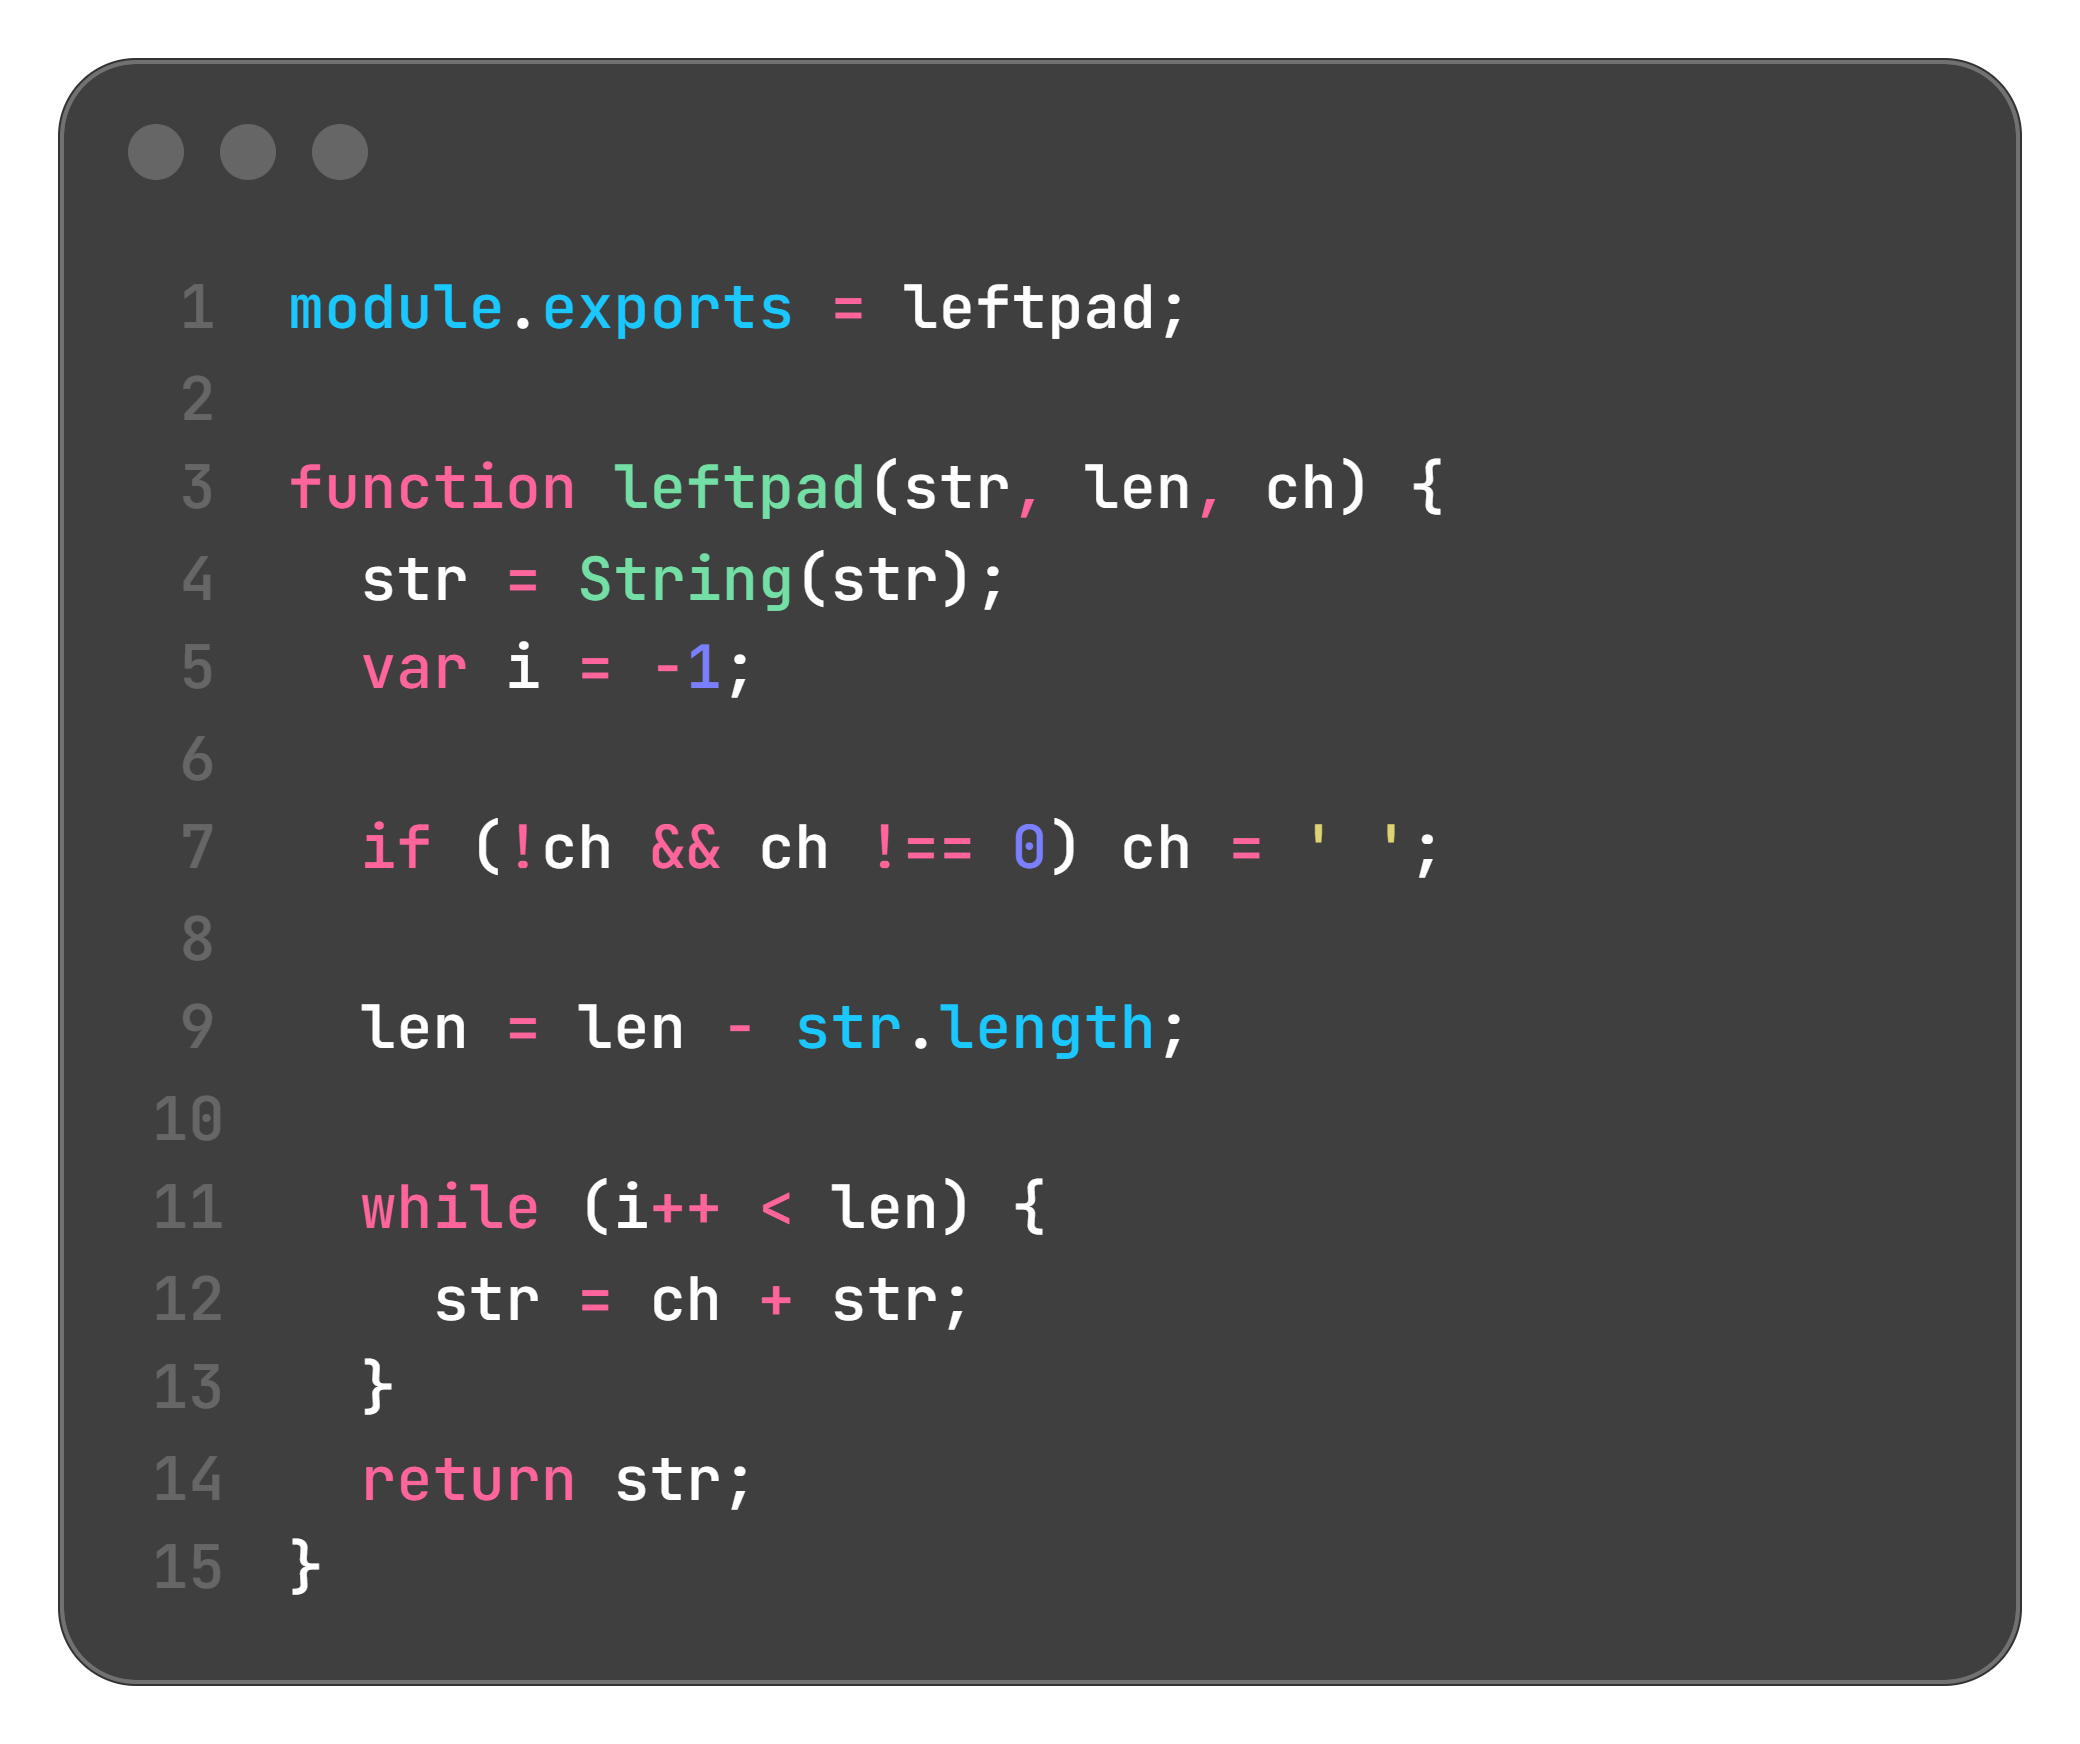 1 module.exports = leftpad;
2
3 function leftpad(str, len, ch) {
4   str = String(str);
5   var i = -1;
6
7   if (!ch && ch !== 0) ch = ' ';
8
9   len = len - str.length;
10
11   while (i++ < len) {
12     str = ch + str;
13   }
14   return str;
15 }